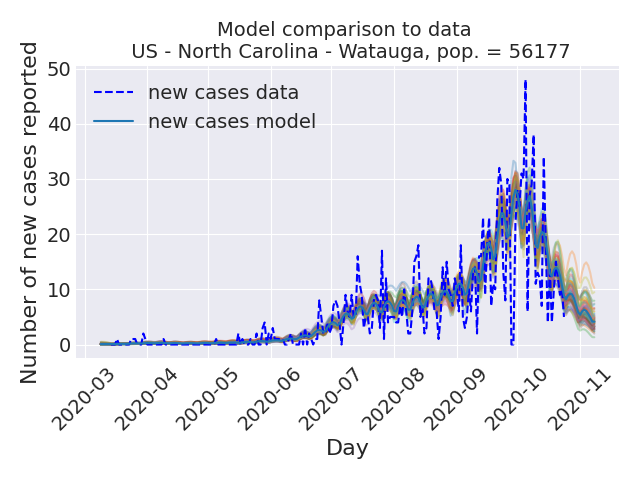 Model comparison to data
US - North Carolina - Watauga, pop. = 56177
Number of new cases reported
50
40
30
20
10
0
new cases data
new cases model
2020-03
2020-04
2020-05
2020-06
2020-07
2020-08
2020-09
2020-10
2020-11
Day